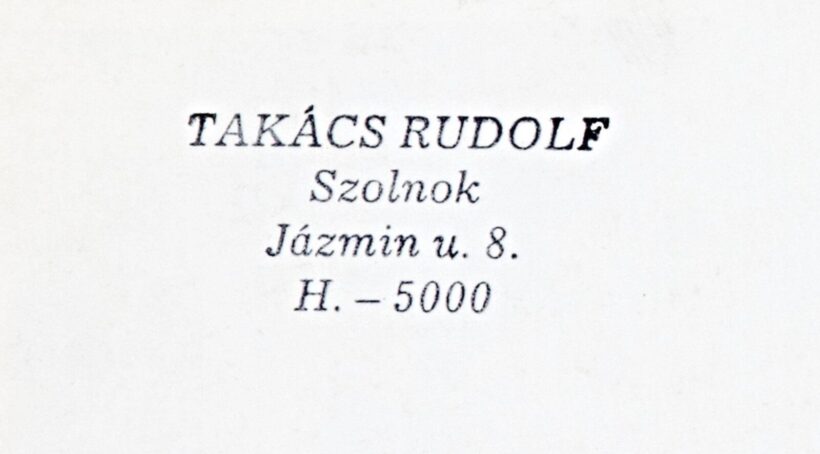 TAKÁCS RUDOLF
Szolnok
Jázmin u. 8.
H. – 5000